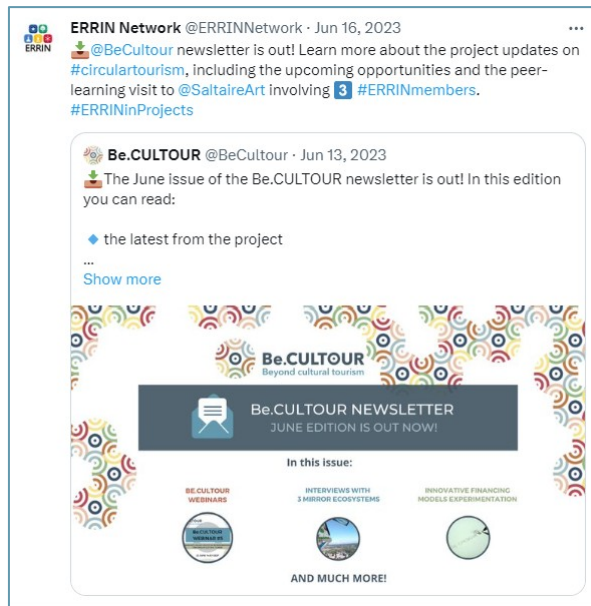 ERRIN
ERRIN Network @ERRINNetwork · Jun 16, 2023
📥@BeCultour newsletter is out! Learn more about the project updates on
#circulartourism, including the upcoming opportunities and the peer-
learning visit to @SaltaireArt involving 3️⃣ #ERRINmembers.
#ERRINinProjects
Be.CULTOUR @BeCultour · Jun 13, 2023
📥The June issue of the Be.CULTOUR newsletter is out! In this edition
you can read:
🔹 the latest from the project
...
Show more
Be.CULTOUR
Beyond cultural tourism
Be.CULTOUR NEWSLETTER
JUNE EDITION IS OUT NOW!
In this issue:
BE.CULTOUR
WEBINARS
INTERVIEWS WITH
3 MIRROR ECOSYSTEMS
INNOVATIVE FINANCING
MODELS EXPERIMENTATION
Be.CULTOUR
WEBINAR #5
AND MUCH MORE!